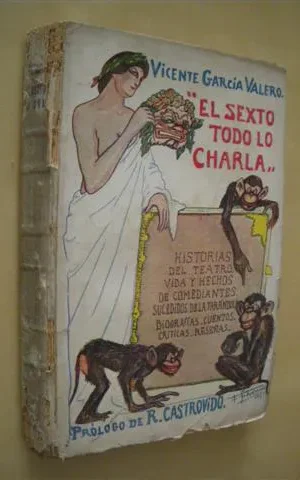 VICENTE GARCÍA VALERO.
"EL SEXTO
TODO LO
CHARLA„
HISTORIAS
DEL TEATRO,
VIDA Y HECHOS
DE COMEDIANTES,
SUCEDIDOS DE LA FARÁNDULA
BIOGRAFÍAS, CUENTOS,
CRÍTICAS,
PRÓLOGO DE R. CASTROVIDO.